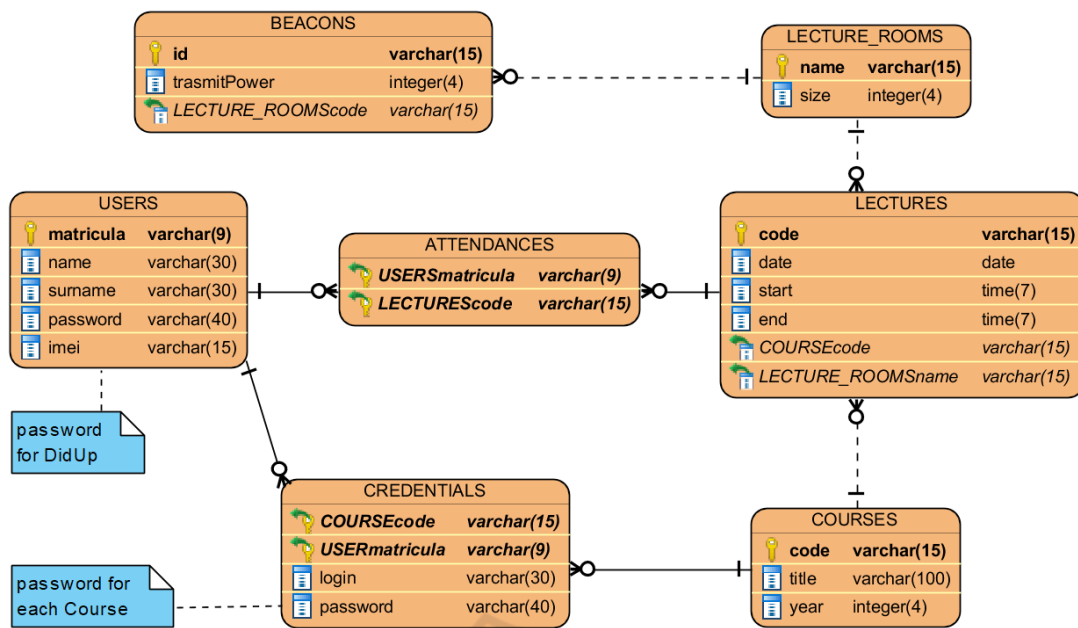 BEACONS
id varchar(15)
trasmitPower integer(4)
LECTURE_ROOMScode varchar(15)
LECTURE_ROOMS
name varchar(15)
size integer(4)
USERS
matricula varchar(9)
name varchar(30)
surname varchar(30)
password varchar(40)
imei varchar(15)
ATTENDANCES
USERSmatricula varchar(9)
LECTUREScode varchar(15)
LECTURES
code varchar(15)
date date
start time(7)
end time(7)
COURSEcode varchar(15)
LECTURE_ROOMSname varchar(15)
password
for DidUp
CREDENTIALS
COURSEcode varchar(15)
USERmatricula varchar(9)
login varchar(30)
password varchar(40)
COURSES
code varchar(15)
title varchar(100)
year integer(4)
password for
each Course